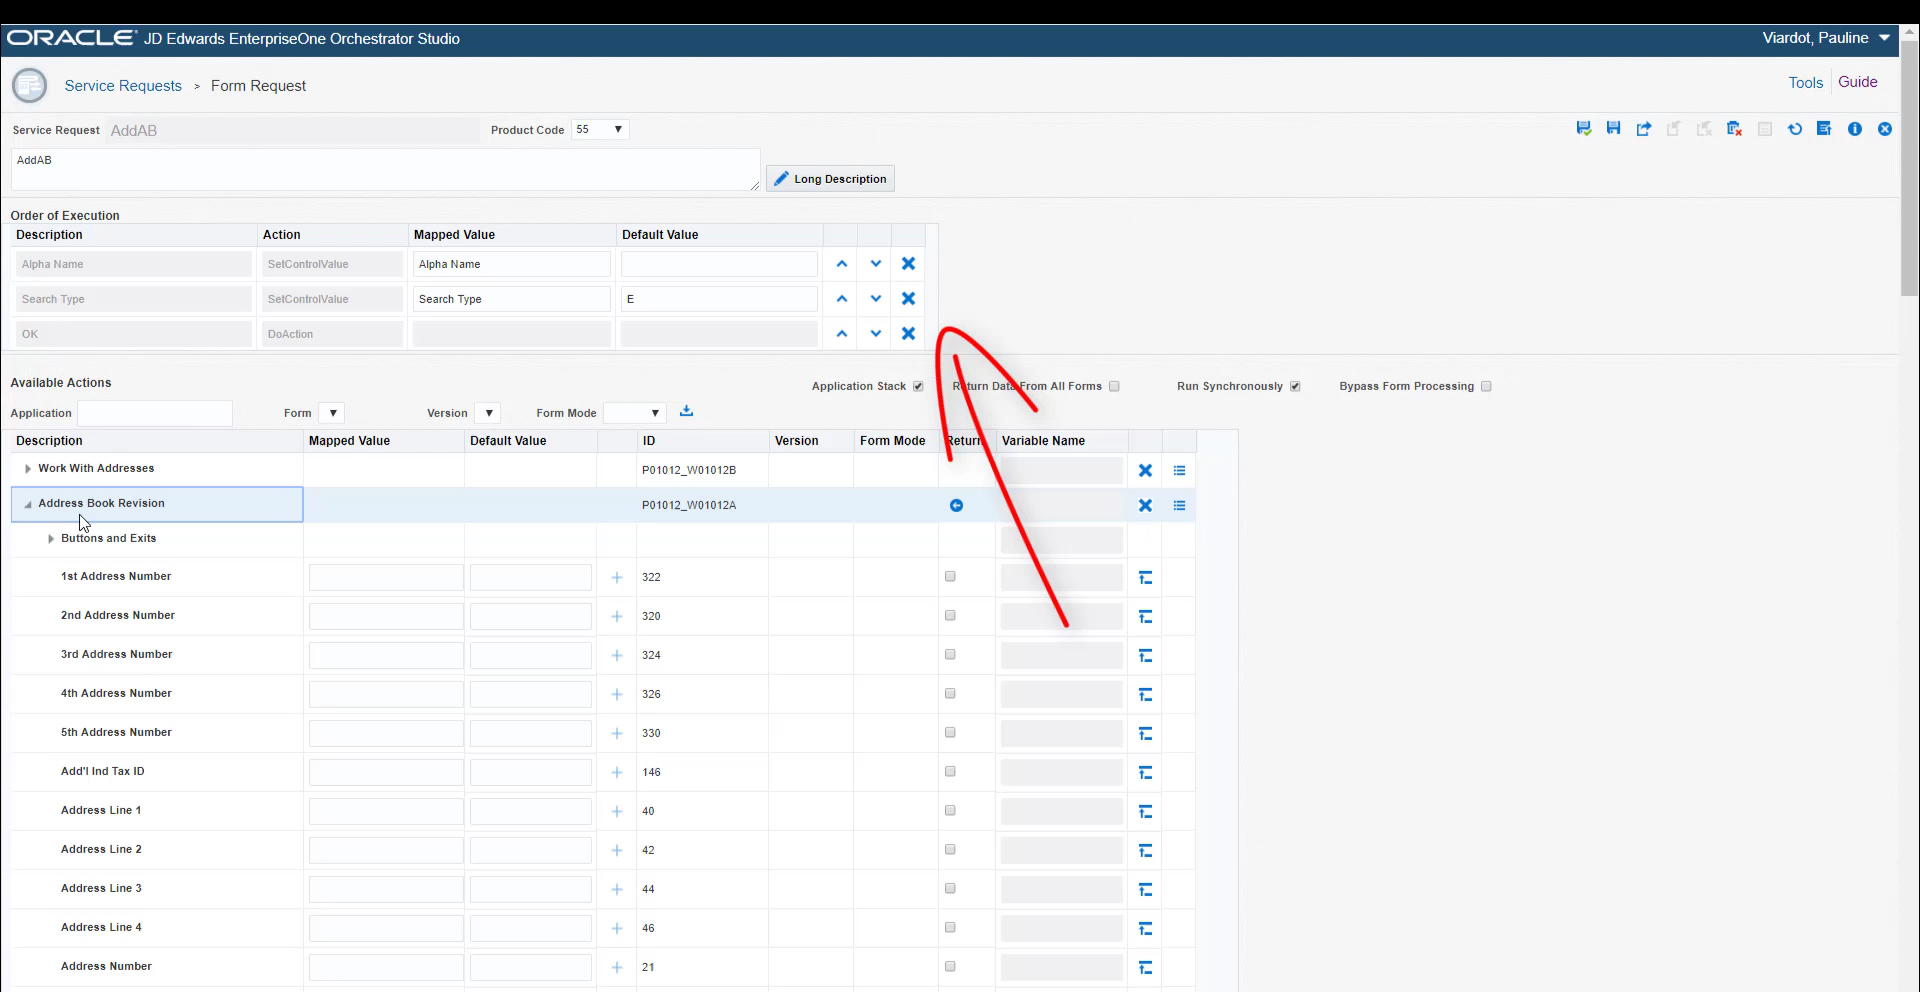 ORACLE JD Edwards EnterpriseOne Orchestrator Studio
Viardot, Pauline
Service Requests > Form Request
Tools Guide
Service Request AddAB Product Code 55
AddAB
Long Description
Order of Execution
Description Action Mapped Value Default Value
Alpha Name SetControlValue Alpha Name
Search Type SetControlValue Search Type E
OK DoAction
Available Actions
Application Stack Return Data From All Forms Run Synchronously Bypass Form Processing
Application Form Version Form Mode
Description Mapped Value Default Value ID Version Form Mode Return Variable Name
Work With Addresses P01012_W01012B
Address Book Revision P01012_W01012A
Buttons and Exits
1st Address Number 322
2nd Address Number 320
3rd Address Number 324
4th Address Number 326
5th Address Number 330
Add'l Ind Tax ID 146
Address Line 1 40
Address Line 2 42
Address Line 3 44
Address Line 4 46
Address Number 21